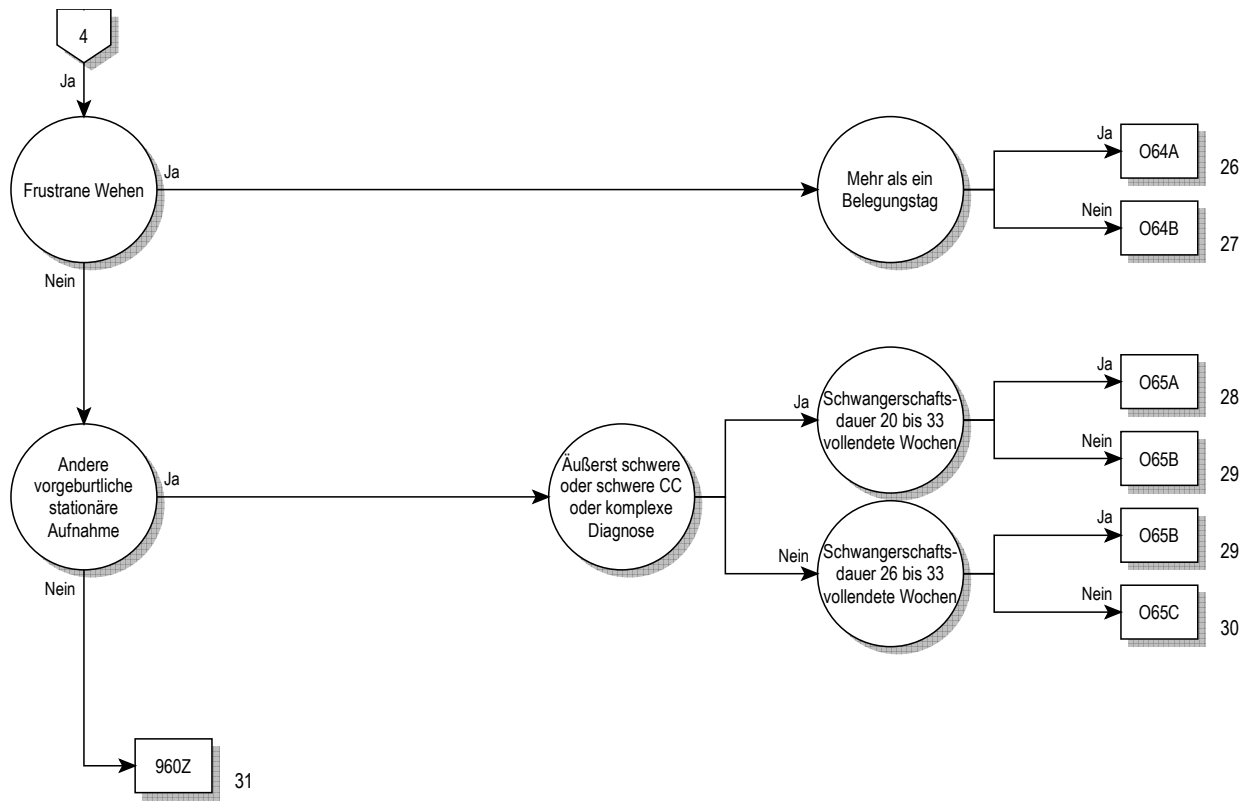 4
Ja
Frustrane Wehen
Ja
Mehr als ein
Belegungstag
Ja
O64A
26
Nein
O64B
27
Nein
Andere
vorgeburtliche
stationäre
Aufnahme
Ja
Äußerst schwere
oder schwere CC
oder komplexe
Diagnose
Ja
Schwangerschafts-
dauer 20 bis 33
vollendete Wochen
Ja
O65A
28
Nein
O65B
29
Nein
Schwangerschafts-
dauer 26 bis 33
vollendete Wochen
Ja
O65B
29
Nein
O65C
30
Nein
960Z
31